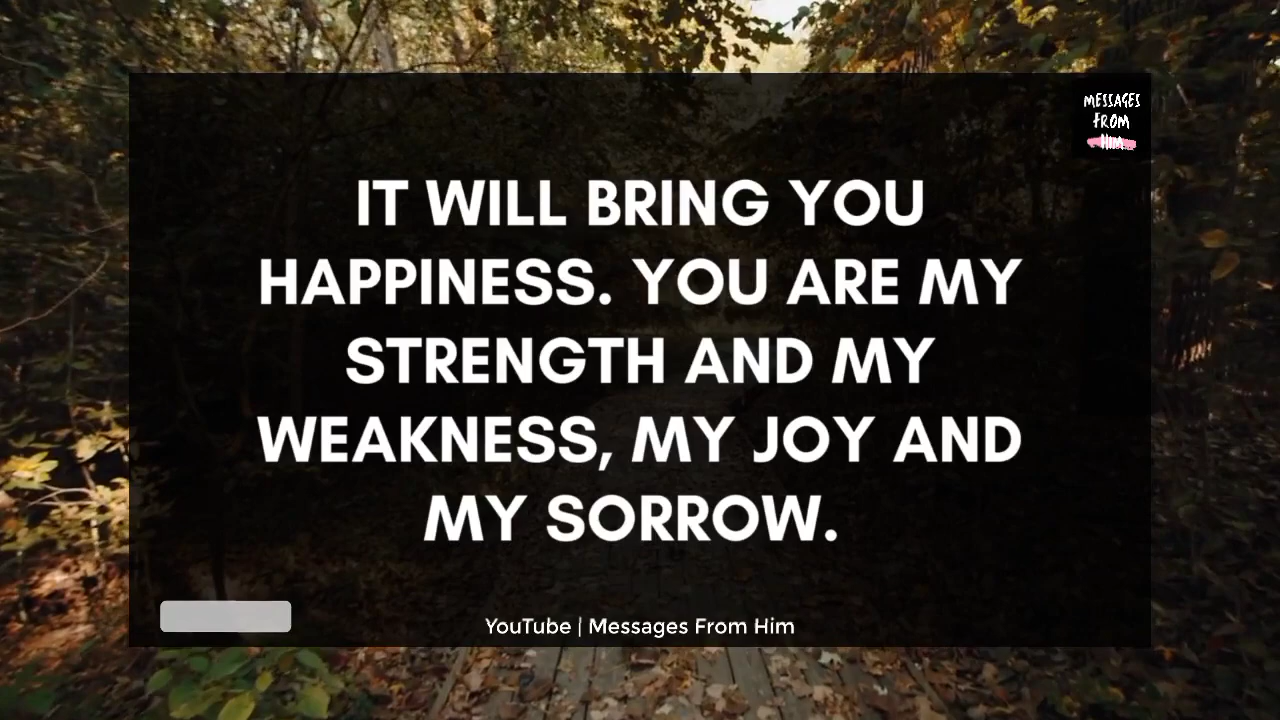 MESSAGES
FROM
HIM
IT WILL BRING YOU
HAPPINESS. YOU ARE MY
STRENGTH AND MY
WEAKNESS, MY JOY AND
MY SORROW.
YouTube | Messages From Him